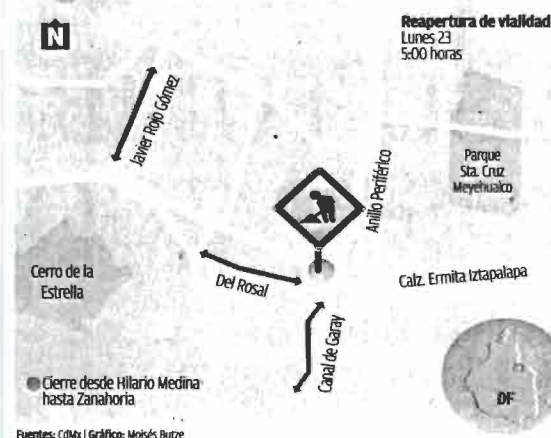 N
Reapertura de vialidad
Lunes 23
5:00 horas
Javier Rojo Gómez
Anillo Periférico
Parque
Sta. Cruz
Meyehualco
Cerro de la
Estrella
Del Rosal
Calz. Ermita Iztapalapa
Canal de Garay
Cierre desde Hilario Medina
hasta Zanahoria
DF
Fuentes: CdMx | Gráfico: Moisés Butze